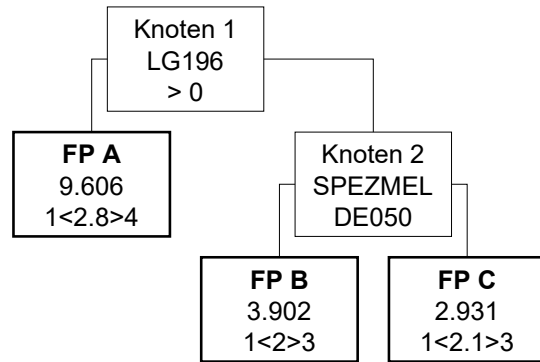 Knoten 1
LG196
> 0
FP A
9.606
1<2.8>4
Knoten 2
SPEZMEL
DE050
FP B
3.902
1<2>3
FP C
2.931
1<2.1>3